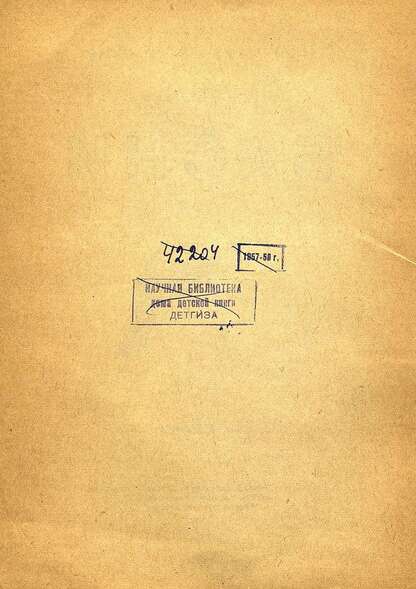 42204
1957-58 г.
НАУЧНАЯ БИБЛИОТЕКА
дома детской книги
ДЕТГИЗА